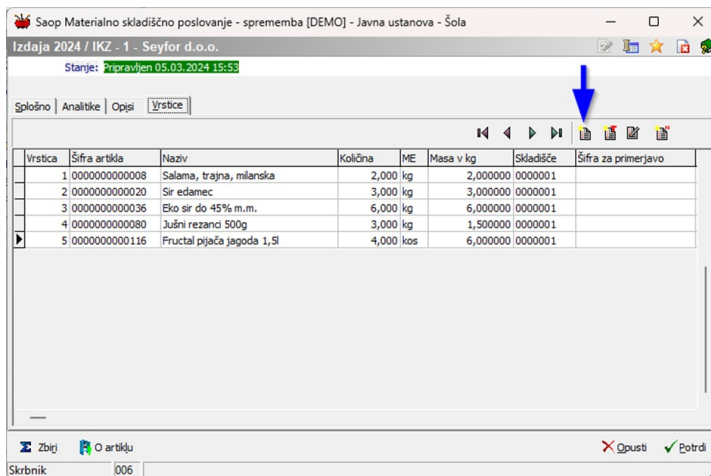 Saop Materialno skladiščno poslovanje - sprememba [DEMO] - Javna ustanova - Šola
Izdaja 2024 / IKZ - 1 - Seyfor d.o.o.
Stanje: Pripravljen 05.03.2024 15:53
Splošno Analitike Opisi Vrstice
Vrstica Šifra artikla Naziv Količina ME Masa v kg Skladišče Šifra za primerjavo
1 0000000000008 Salama, trajna, milanska 2,000 kg 2,000000 0000001
2 0000000000020 Sir edamec 3,000 kg 3,000000 0000001
3 0000000000036 Eko sir do 45% m.m. 6,000 kg 6,000000 0000001
4 0000000000080 Jušni rezanci 500g 3,000 kg 1,500000 0000001
5 0000000000116 Fructal pijača jagoda 1,5l 4,000 kos 6,000000 0000001
Zbirj O artiklu Opusti Potrdi
Skrbnik 006